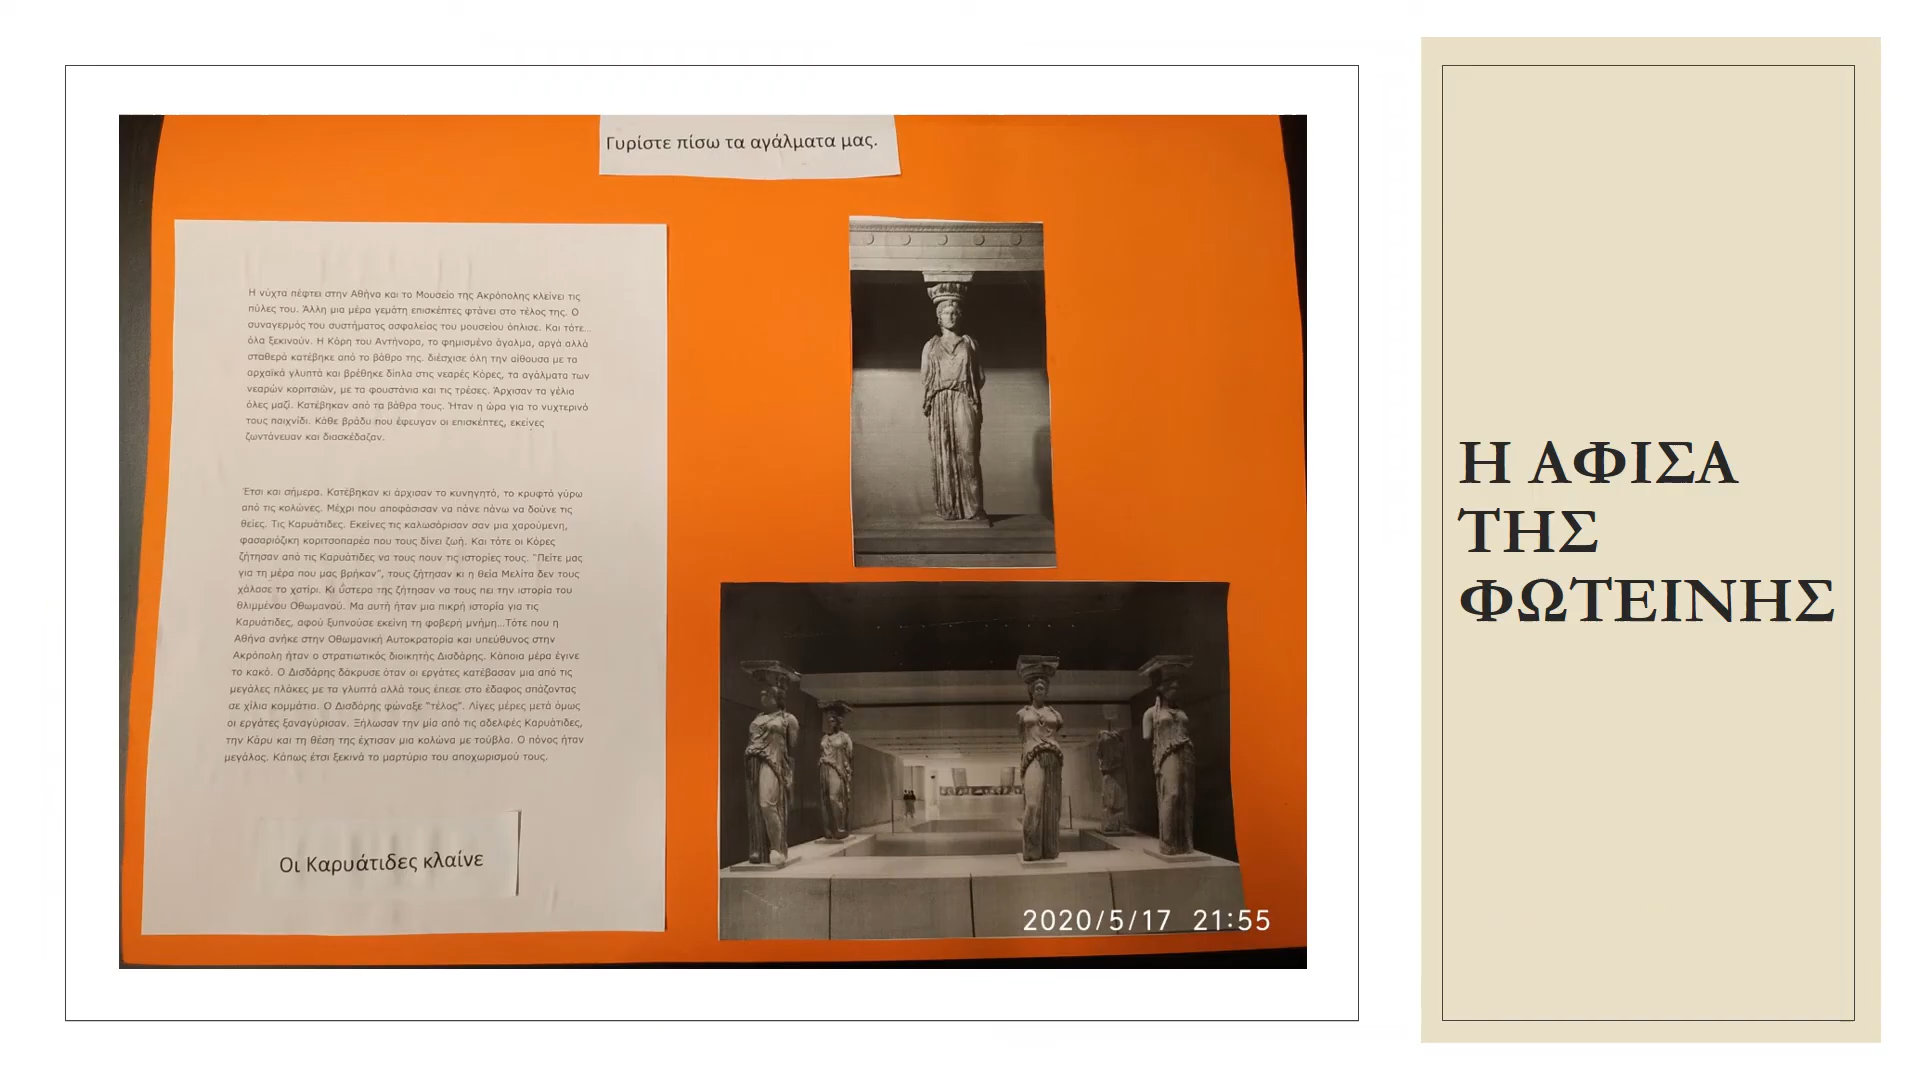 Γυρίστε πίσω τα αγάλματα μας.
Η νύχτα πέφτει στην Αθήνα και το Μουσείο της Ακρόπολης κλείνει τις
πύλες του. Άλλη μια μέρα γεμάτη επισκέπτες φτάνει στο τέλος της. Ο
συναγερμός του συστήματος ασφαλείας του μουσείου όπλισε. Και τότε...
όλα ξεκινούν. Η Κόρη του Αντήνορα, το φημισμένο άγαλμα, αργά αλλά
σταθερά κατέβηκε από το βάθρο της. διέσχισε όλη την αίθουσα με τα
αρχαϊκά γλυπτά και βρέθηκε δίπλα στις νεαρές Κόρες, τα αγάλματα των
νεαρών κοριτσιών, με τα φουστάνια και τις τρέσες. Άρχισαν τα γέλια
όλες μαζί. Κατέβηκαν από τα βάθρα τους. Ήταν η ώρα για το νυχτερινό
τους παιχνίδι. Κάθε βράδυ που έφευγαν οι επισκέπτες, εκείνες
ζωντάνευαν και διασκέδαζαν.
Έτσι και σήμερα. Κατέβηκαν κι άρχισαν το κυνηγητό, το κρυφτό γύρω
από τις κολώνες. Μέχρι που αποφάσισαν να πάνε πάνω να δούνε τις
θείες. Τις Καρυάτιδες. Εκείνες τις καλωσόρισαν σαν μια χαρούμενη,
φασαριόζικη κοριτσοπαρέα που τους δίνει ζωή. Και τότε οι Κόρες
ζήτησαν από τις Καρυάτιδες να τους πουν τις ιστορίες τους. "Πείτε μας
για τη μέρα που μας βρήκαν", τους ζήτησαν κι η θεία Μελίτα δεν τους
χάλασε το χατίρι. Κι ύστερα της ζήτησαν να τους πει την ιστορία του
θλιμμένου Οθωμανού. Μα αυτή ήταν μια πικρή ιστορία για τις
Καρυάτιδες, αφού ξυπνούσε εκείνη τη φοβερή μνήμη...Τότε που η
Αθήνα ανήκε στην Οθωμανική Αυτοκρατορία και υπεύθυνος στην
Ακρόπολη ήταν ο στρατιωτικός διοικητής Δισδάρης. Κάποια μέρα έγινε
το κακό. Ο Δισδάρης δάκρυσε όταν οι εργάτες κατέβασαν μια από τις
μεγάλες πλάκες με τα γλυπτά αλλά τους έπεσε στο έδαφος σπάζοντας
σε χίλια κομμάτια. Ο Δισδάρης φώναξε "τέλος". Λίγες μέρες μετά όμως
οι εργάτες ξαναγύρισαν. Ξήλωσαν την μία από τις αδελφές Καρυάτιδες,
την Κάρυ και τη θέση της έχτισαν μια κολώνα με τούβλα. Ο πόνος ήταν
μεγάλος. Κάπως έτσι ξεκινά το μαρτύριο του αποχωρισμού τους.
Οι Καρυάτιδες κλαίνε
2020/5/17 21:55
Η ΑΦΙΣΑ
ΤΗΣ
ΦΩΤΕΙΝΗΣ